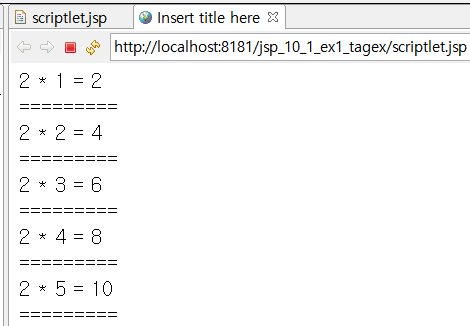 scriptlet.jsp
Insert title here
http://localhost:8181/jsp_10_1_ex1_tagex/scriptlet.jsp
2 * 1 = 2
=========
2 * 2 = 4
=========
2 * 3 = 6
=========
2 * 4 = 8
=========
2 * 5 = 10
=========